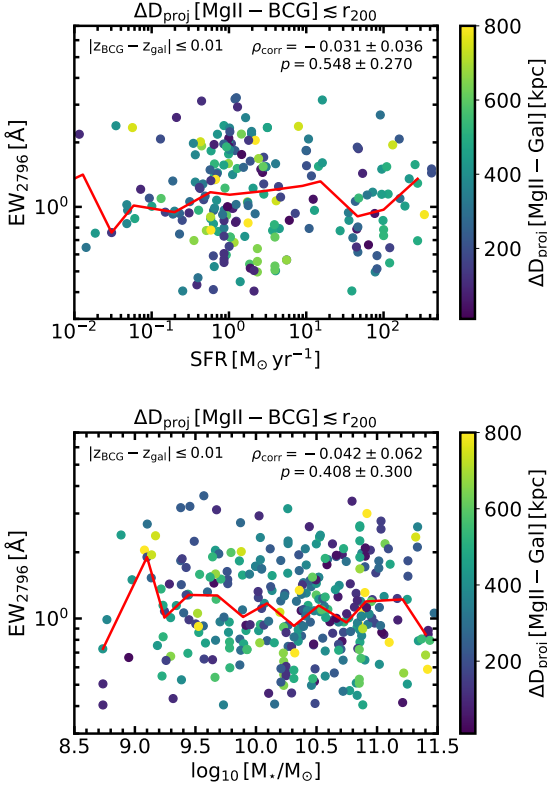 ΔD_proj [MgII − BCG] ≲ r_200
|z_BCG − z_gal| ≤ 0.01
ρ_corr = −0.031 ± 0.036
p = 0.548 ± 0.270
EW_2796 [Å]
10^0
10^−2 10^−1 10^0 10^1 10^2
SFR [M_⊙ yr^−1]
800
600
400
200
ΔD_proj [MgII − Gal] [kpc]
ΔD_proj [MgII − BCG] ≲ r_200
|z_BCG − z_gal| ≤ 0.01
ρ_corr = −0.042 ± 0.062
p = 0.408 ± 0.300
EW_2796 [Å]
10^0
8.5 9.0 9.5 10.0 10.5 11.0 11.5
log_10 [M_⋆/M_⊙]
800
600
400
200
ΔD_proj [MgII − Gal] [kpc]